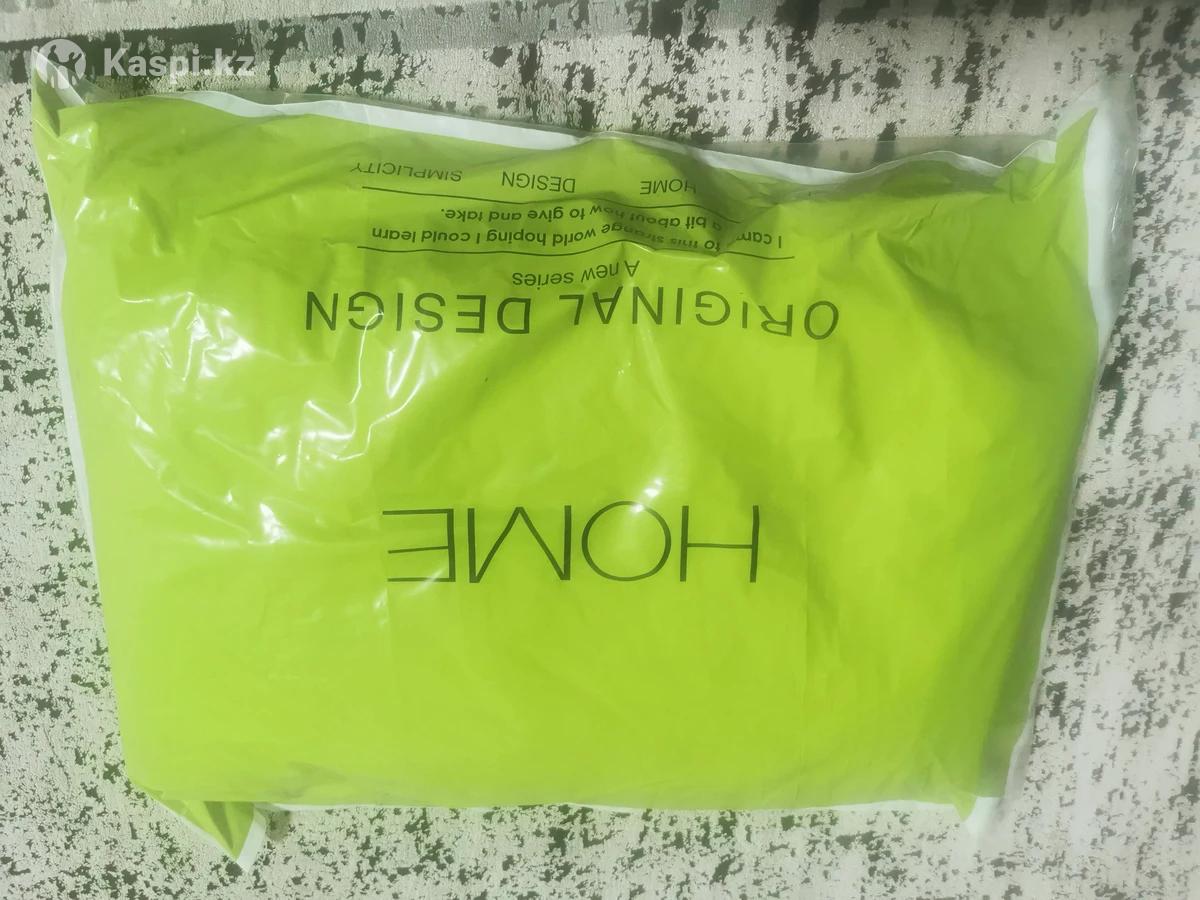 Kaspi.kz
HOME
ORIGINAL DESIGN
A new series
to this strange world hoping I could learn
a bit about how to give and take.
HOME DESIGN SIMPLICITY